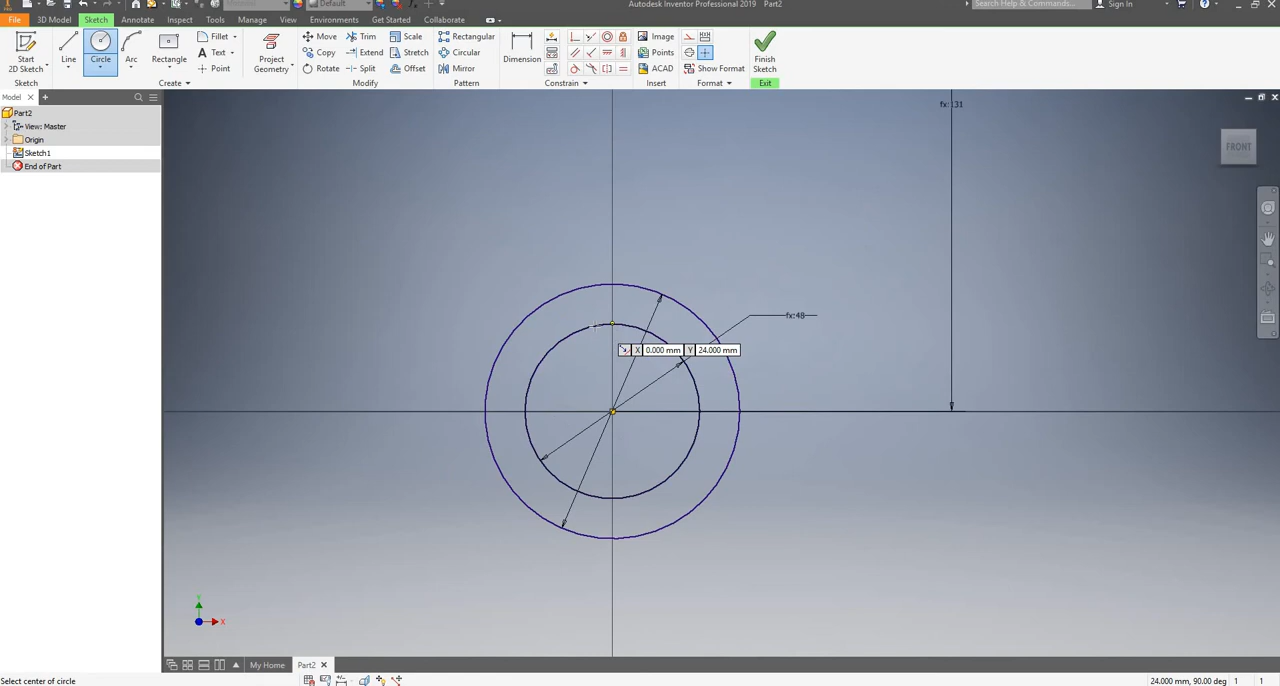 Autodesk Inventor Professional 2019 Part2
Search Help & Commands...
Sign In
File 3D Model Sketch Annotate Inspect Tools Manage View Environments Get Started Collaborate
Start
2D Sketch
Line
Circle
Arc
Rectangle
Fillet
Text
Point
Project
Geometry
Move
Copy
Rotate
Trim
Extend
Split
Scale
Stretch
Offset
Rectangular
Circular
Mirror
Dimension
Image
Points
ACAD
Show Format
Finish
Sketch
Sketch Create Modify Pattern Constrain Insert Format Exit
Model
Part2
View: Master
Origin
Sketch1
End of Part
fx:131
FRONT
fx:48
X 0.000 mm Y 24.000 mm
Y
X
My Home Part2
Select center of circle
24.000 mm, 90.00 deg 1 1